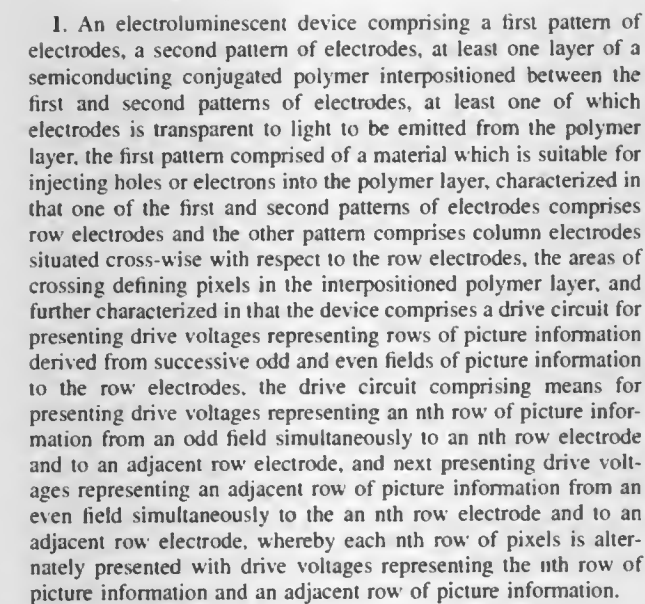 1. An electroluminescent device comprising a first pattern of
electrodes, a second pattern of electrodes, at least one layer of a
semiconducting conjugated polymer interpositioned between the
first and second patterns of electrodes, at least one of which
electrodes is transparent to light to be emitted from the polymer
layer, the first pattern comprised of a material which is suitable for
injecting holes or electrons into the polymer layer, characterized in
that one of the first and second patterns of electrodes comprises
row electrodes and the other pattern comprises column electrodes
situated cross-wise with respect to the row electrodes, the areas of
crossing defining pixels in the interpositioned polymer layer, and
further characterized in that the device comprises a drive circuit for
presenting drive voltages representing rows of picture information
derived from successive odd and even fields of picture information
to the row electrodes, the drive circuit comprising means for
presenting drive voltages representing an nth row of picture infor-
mation from an odd field simultaneously to an nth row electrode
and to an adjacent row electrode, and next presenting drive volt-
ages representing an adjacent row of picture information from an
even field simultaneously to the an nth row electrode and to an
adjacent row electrode, whereby each nth row of pixels is alter-
nately presented with drive voltages representing the nth row of
picture information and an adjacent row of picture information.